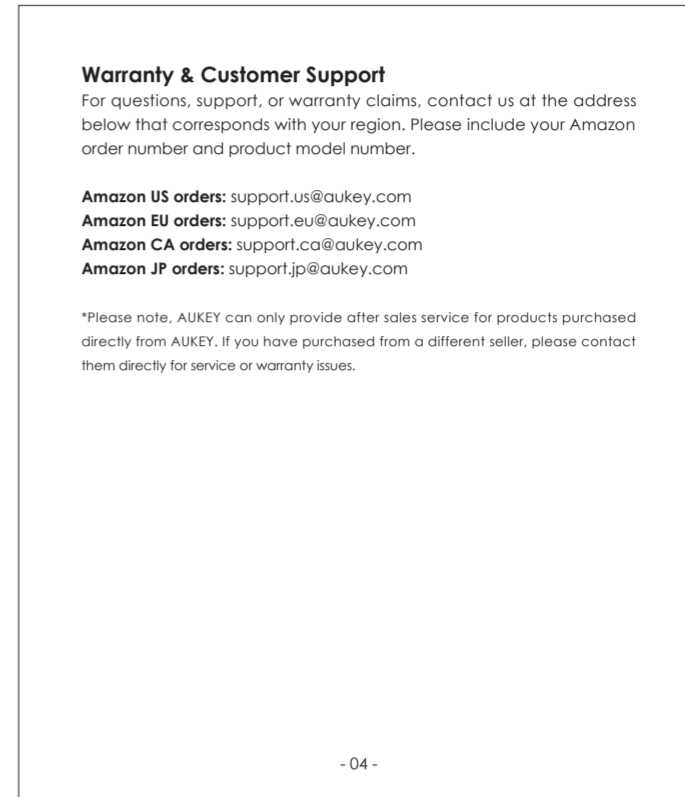 Warranty & Customer Support
For questions, support, or warranty claims, contact us at the address
below that corresponds with your region. Please include your Amazon
order number and product model number.
Amazon US orders: support.us@aukey.com
Amazon EU orders: support.eu@aukey.com
Amazon CA orders: support.ca@aukey.com
Amazon JP orders: support.jp@aukey.com
*Please note, AUKEY can only provide after sales service for products purchased
directly from AUKEY. If you have purchased from a different seller, please contact
them directly for service or warranty issues.
- 04 -